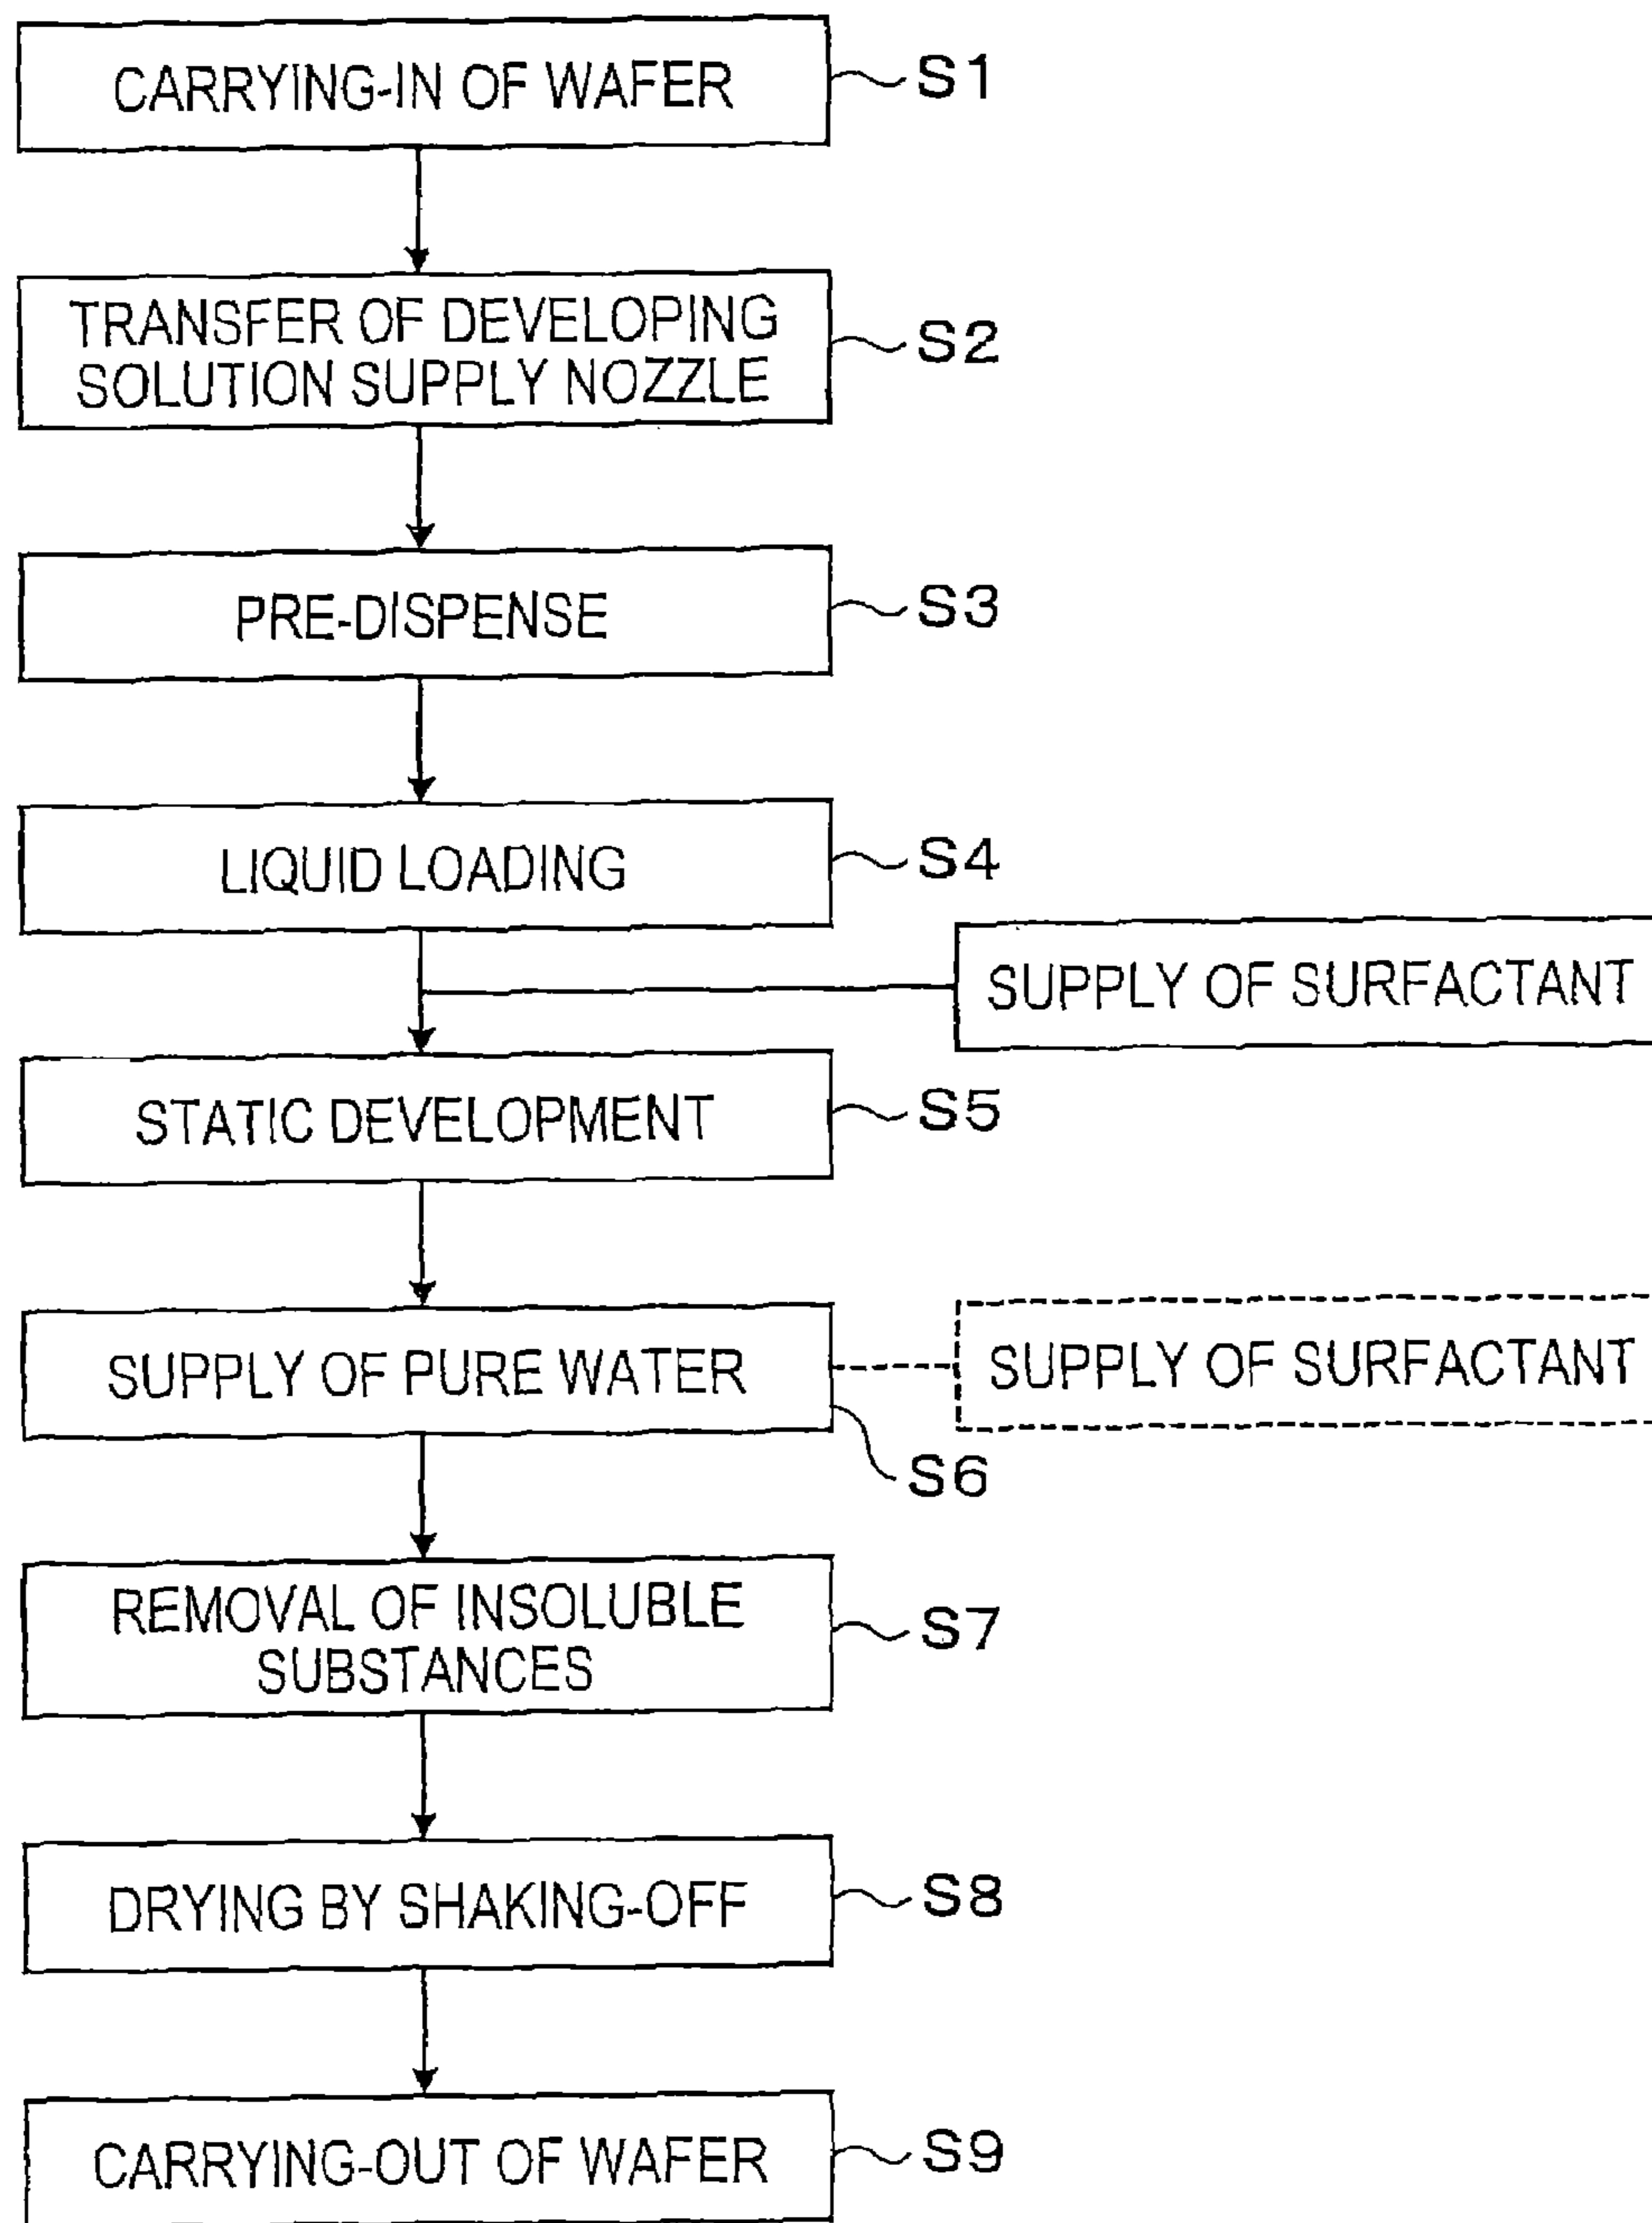 CARRYING-IN OF WAFER S1
TRANSFER OF DEVELOPING
SOLUTION SUPPLY NOZZLE S2
PRE-DISPENSE S3
LIQUID LOADING S4
SUPPLY OF SURFACTANT
STATIC DEVELOPMENT S5
SUPPLY OF PURE WATER S6
SUPPLY OF SURFACTANT
REMOVAL OF INSOLUBLE
SUBSTANCES S7
DRYING BY SHAKING-OFF S8
CARRYING-OUT OF WAFER S9